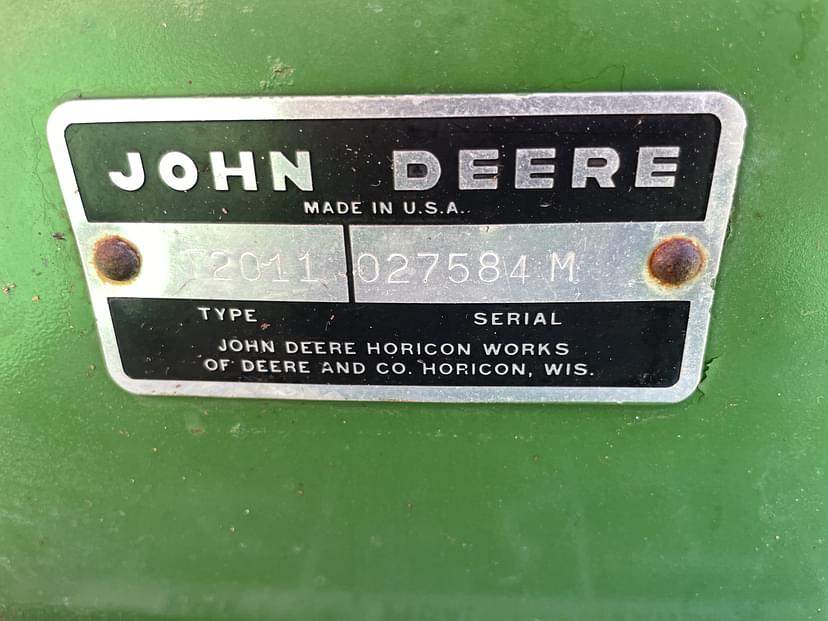 JOHN DEERE
MADE IN U.S.A.
T2011 027584 M
TYPE SERIAL
JOHN DEERE HORICON WORKS
OF DEERE AND CO. HORICON, WIS.